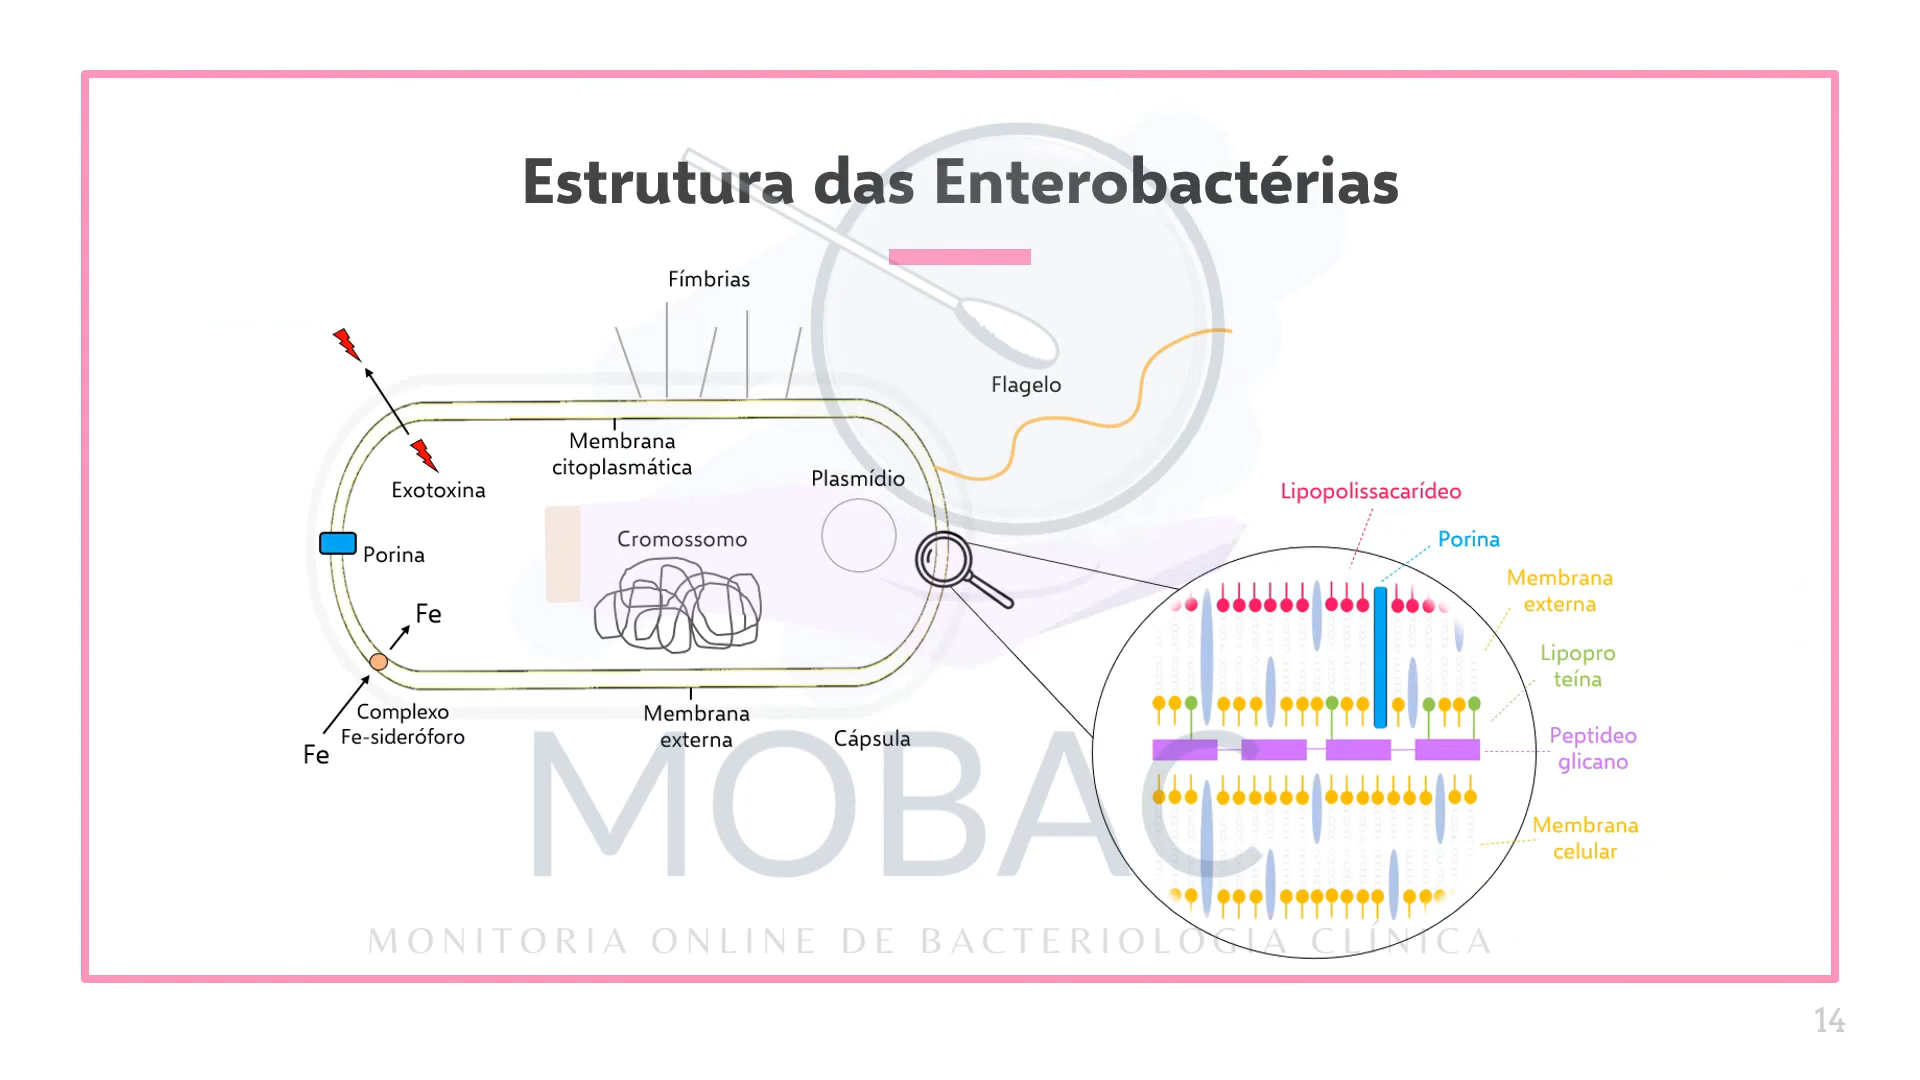 Estrutura das Enterobactérias
Fímbrias
Flagelo
Membrana
citoplasmática
Exotoxina
Plasmídio
Cromossomo
Porina
Fe
Fe
Complexo
Fe-sideróforo
Membrana
externa
Cápsula
Lipopolissacarídeo
Porina
Membrana
externa
Lipopro
teína
Peptideo
glicano
Membrana
celular
MOBAC
MONITORIA ONLINE DE BACTERIOLOGIA CLÍNICA
14